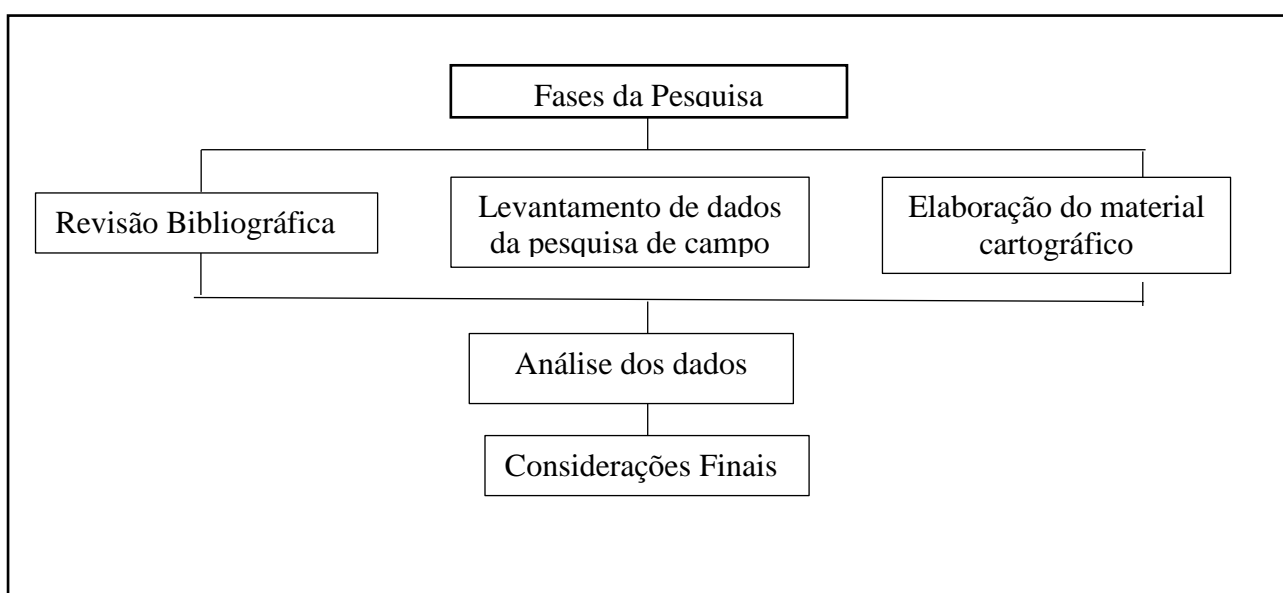 Fases da Pesquisa
Revisão Bibliográfica
Levantamento de dados
da pesquisa de campo
Elaboração do material
cartográfico
Análise dos dados
Considerações Finais